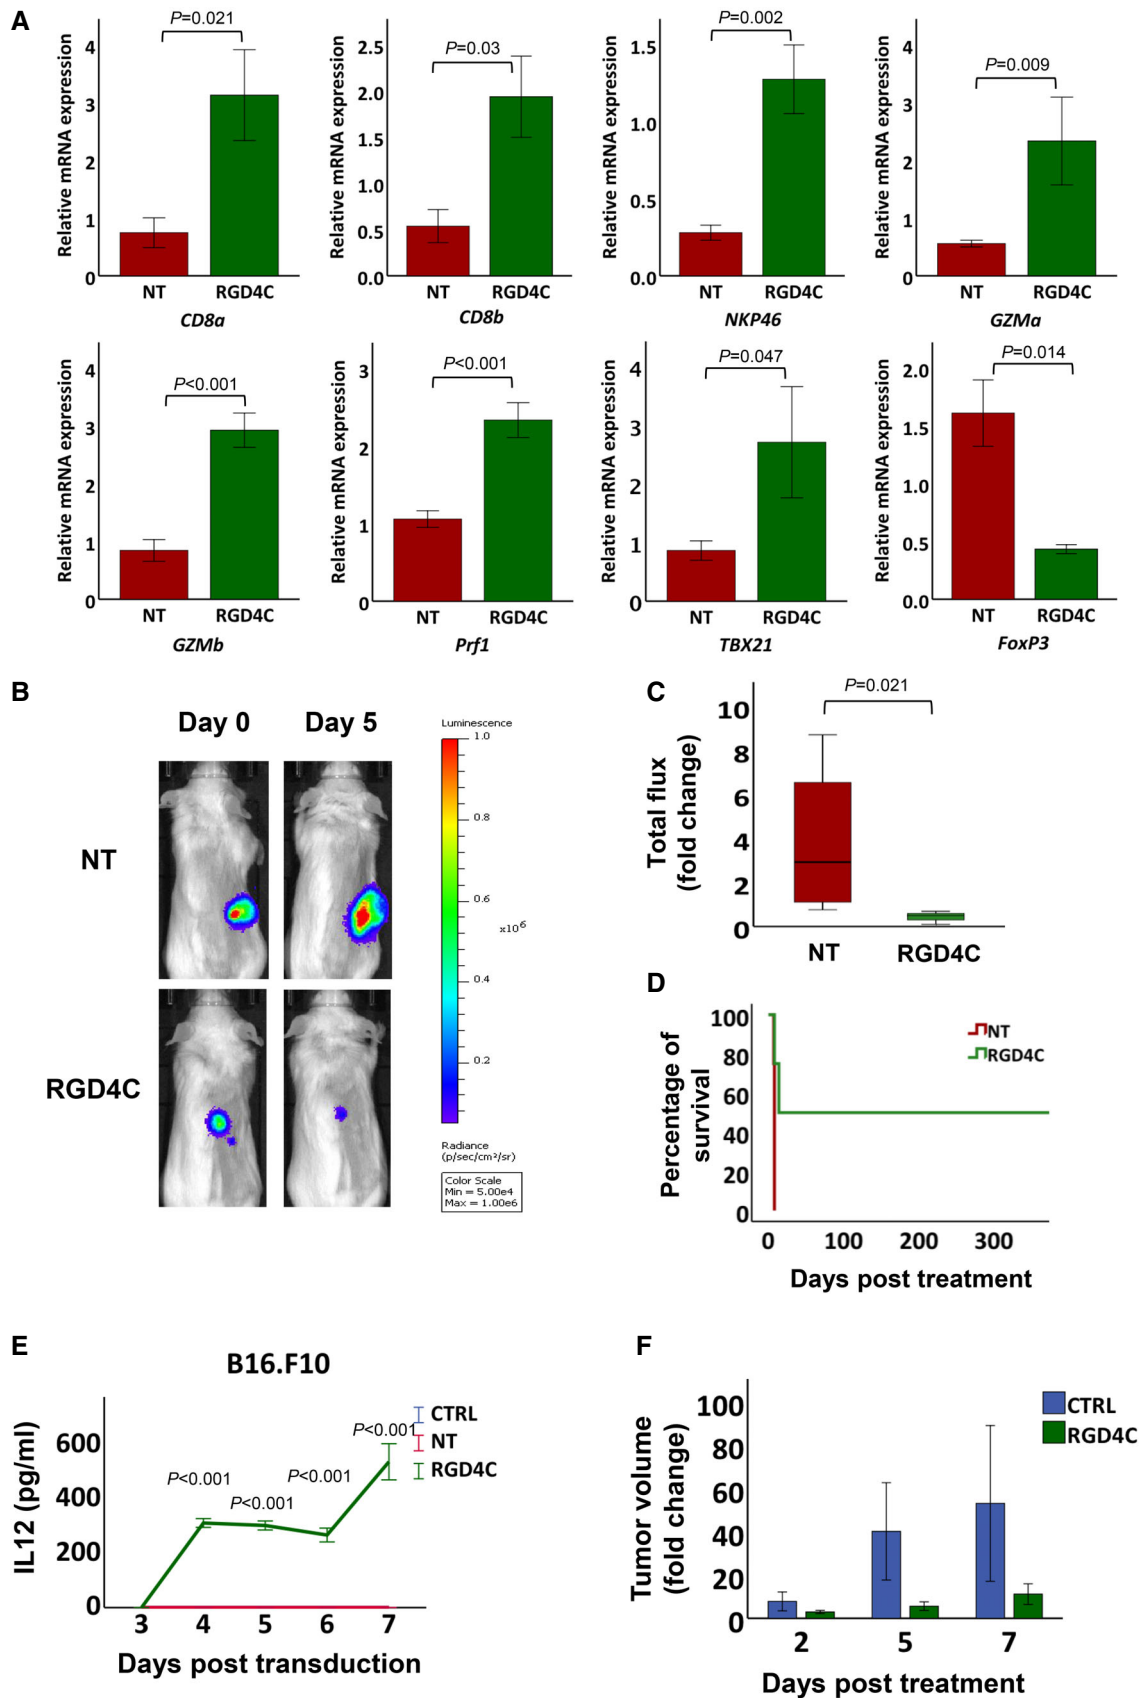 A
Relative mRNA expression
4
3
2
1
0
P=0.021
NT RGD4C
CD8a
Relative mRNA expression
2.5
2.0
1.5
1.0
0.5
0.0
P=0.03
NT RGD4C
CD8b
Relative mRNA expression
1.5
1.0
0.5
0.0
P=0.002
NT RGD4C
NKP46
Relative mRNA expression
4
3
2
1
0
P=0.009
NT RGD4C
GZMa
Relative mRNA expression
4
3
2
1
0
P<0.001
NT RGD4C
GZMb
Relative mRNA expression
3
2
1
0
P<0.001
NT RGD4C
Prf1
Relative mRNA expression
4
3
2
1
0
P=0.047
NT RGD4C
TBX21
Relative mRNA expression
2.0
1.5
1.0
0.5
0.0
P=0.014
NT RGD4C
FoxP3
B
Day 0 Day 5
NT
RGD4C
Luminescence
1.0
0.8
0.6
x10⁶
0.4
0.2
Radiance
(p/sec/cm²/sr)
Color Scale
Min = 5.00e4
Max = 1.00e6
C
Total flux
(fold change)
10
8
6
4
2
0
P=0.021
NT RGD4C
D
Percentage of
survival
100
80
60
40
20
0
NT
RGD4C
0 100 200 300
Days post treatment
E
B16.F10
IL12 (pg/ml)
600
400
200
0
P<0.001
P<0.001
P<0.001
P<0.001
CTRL
NT
RGD4C
3 4 5 6 7
Days post transduction
F
Tumor volume
(fold change)
100
80
60
40
20
0
CTRL
RGD4C
2 5 7
Days post treatment